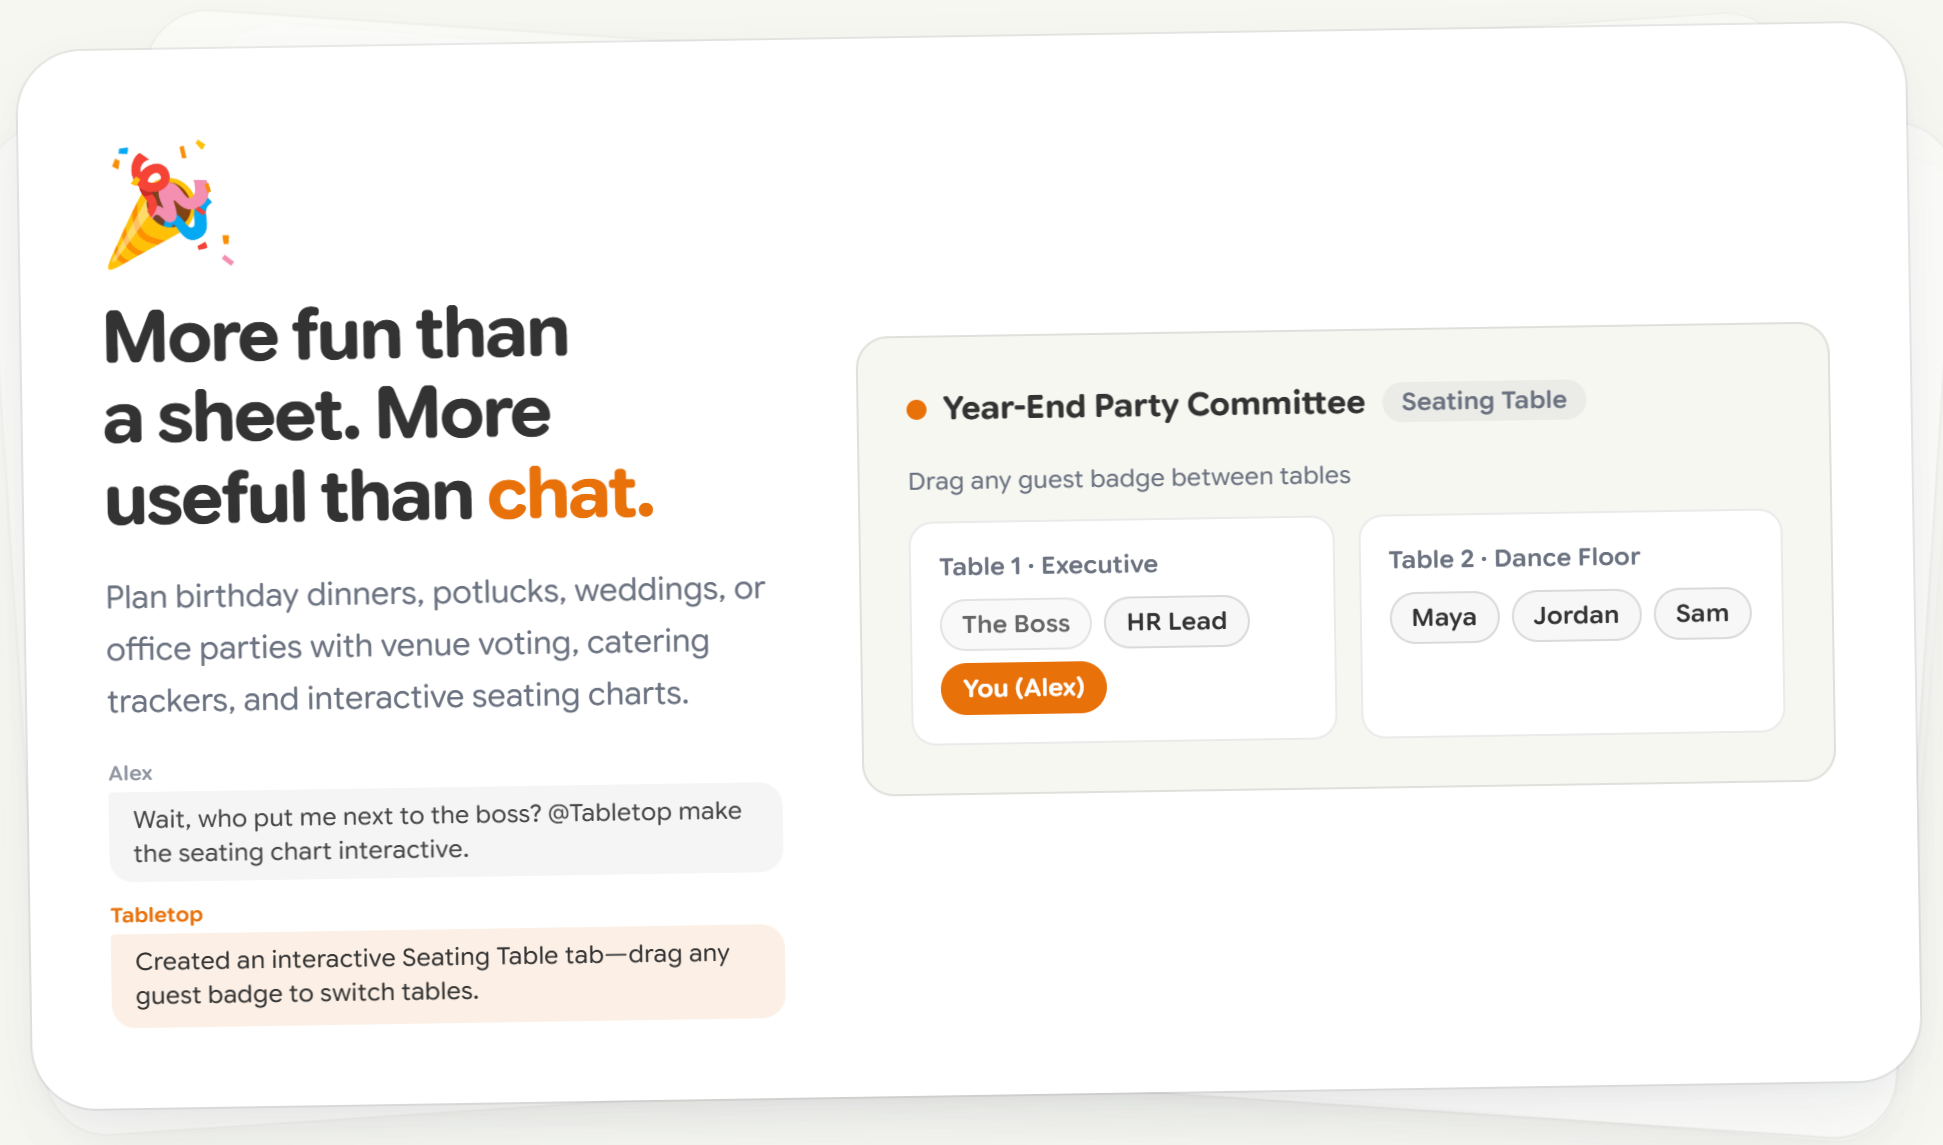 More fun than
a sheet. More
useful than chat.
Plan birthday dinners, potlucks, weddings, or
office parties with venue voting, catering
trackers, and interactive seating charts.
Alex
Wait, who put me next to the boss? @Tabletop make
the seating chart interactive.
Tabletop
Created an interactive Seating Table tab—drag any
guest badge to switch tables.
Year-End Party Committee Seating Table
Drag any guest badge between tables
Table 1 · Executive
The Boss HR Lead
You (Alex)
Table 2 · Dance Floor
Maya Jordan Sam